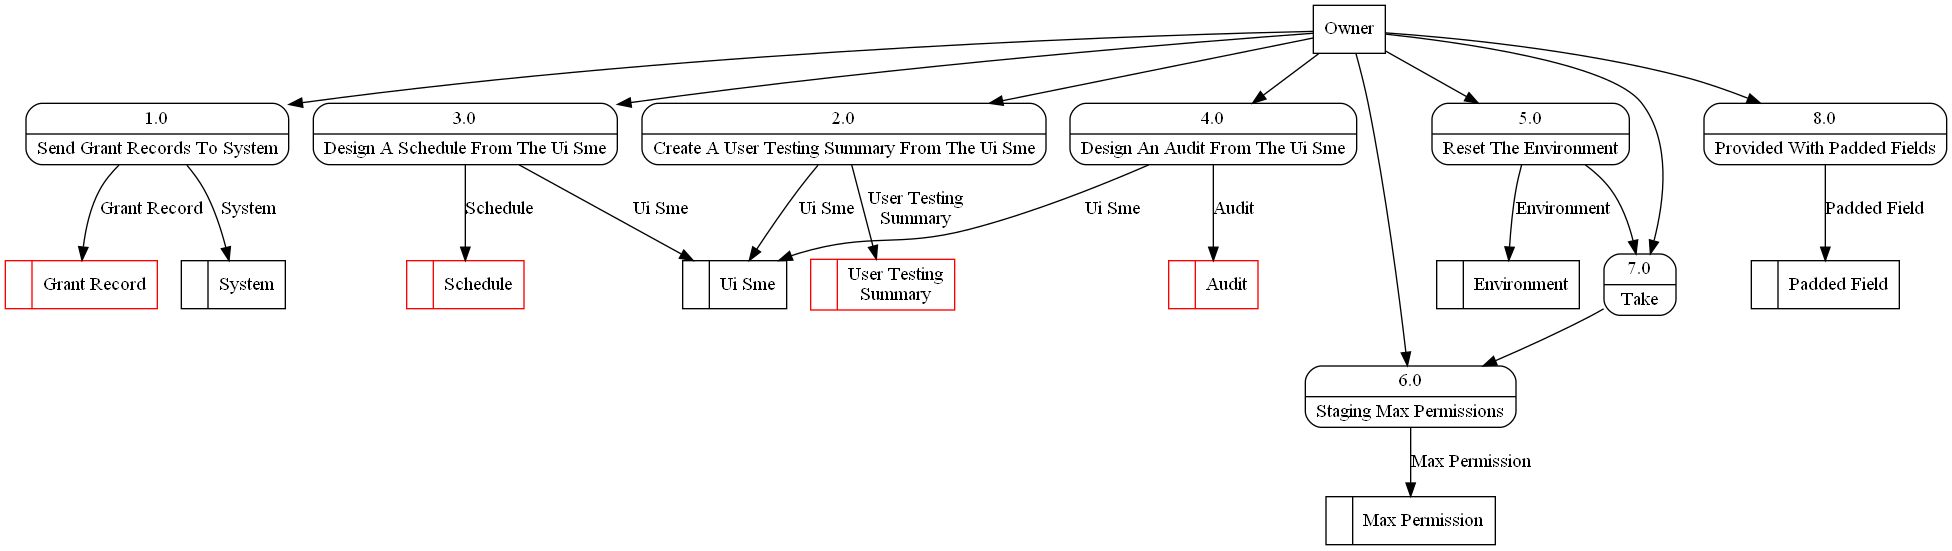 Owner
1.0
Send Grant Records To System
3.0
Design A Schedule From The Ui Sme
2.0
Create A User Testing Summary From The Ui Sme
4.0
Design An Audit From The Ui Sme
5.0
Reset The Environment
8.0
Provided With Padded Fields
Grant Record
System
Schedule
Ui Sme
Ui Sme
User Testing
Summary
Ui Sme
Audit
Environment
Padded Field
Grant Record
System
Schedule
Ui Sme
User Testing
Summary
Audit
Environment
7.0
Take
Padded Field
6.0
Staging Max Permissions
Max Permission
Max Permission